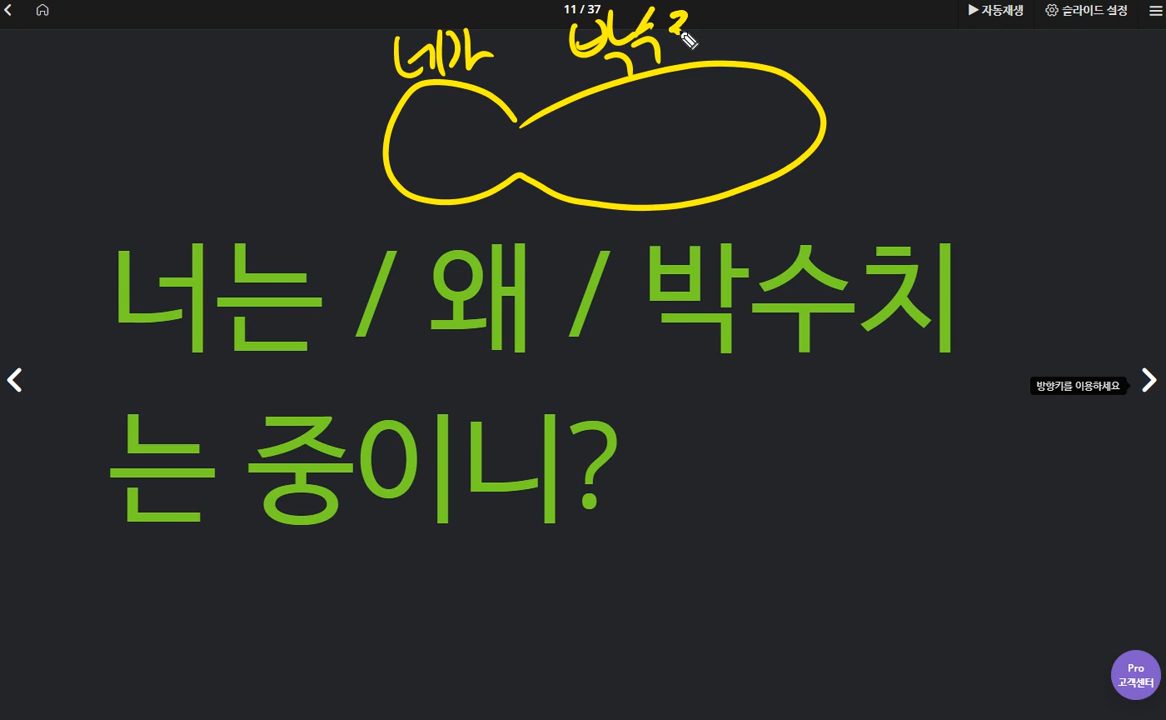 11 / 37
자동재생
슬라이드 설정
네가
박수?
너는 / 왜 / 박수치
는 중이니?
방향키를 이용하세요
Pro
고객센터